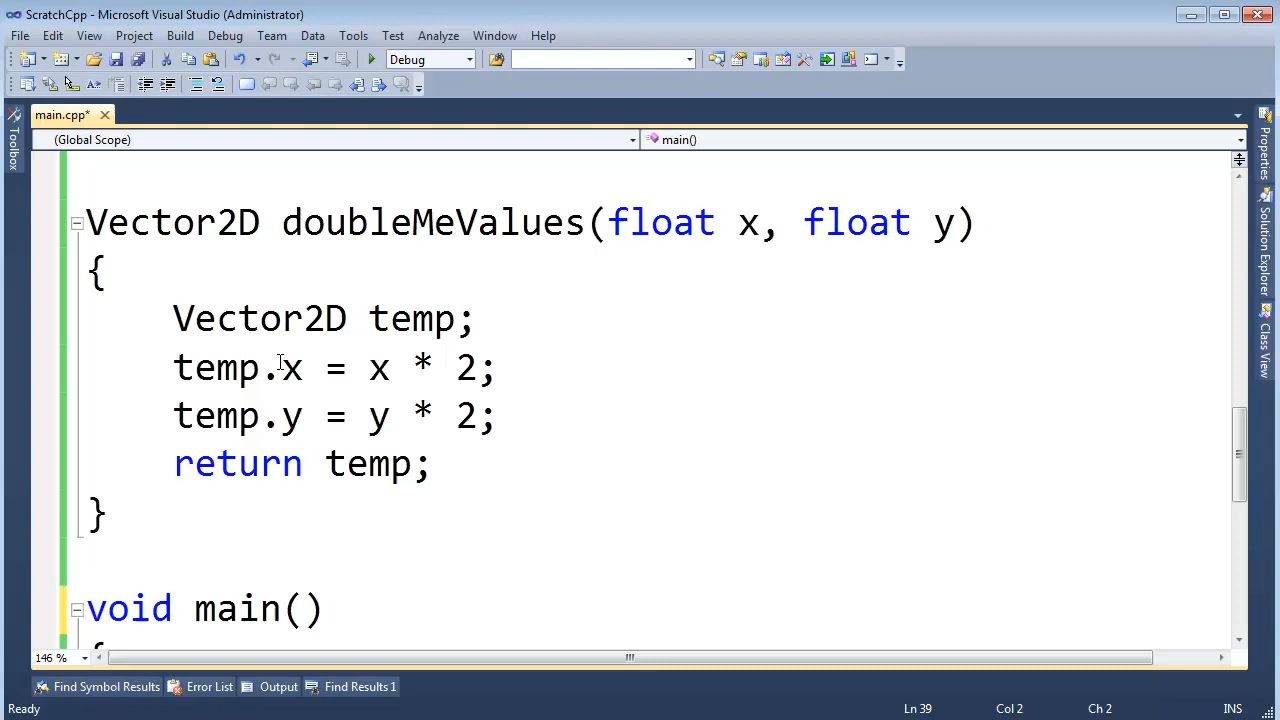 ScratchCpp - Microsoft Visual Studio (Administrator)
File Edit View Project Build Debug Team Data Tools Test Analyze Window Help
Debug
main.cpp*
(Global Scope) main()
Toolbox
Properties
Solution Explorer
Class View
Vector2D doubleMeValues(float x, float y)
{
Vector2D temp;
temp.x = x * 2;
temp.y = y * 2;
return temp;
}
void main()
{
146 %
Find Symbol Results Error List Output Find Results 1
Ready Ln 39 Col 2 Ch 2 INS